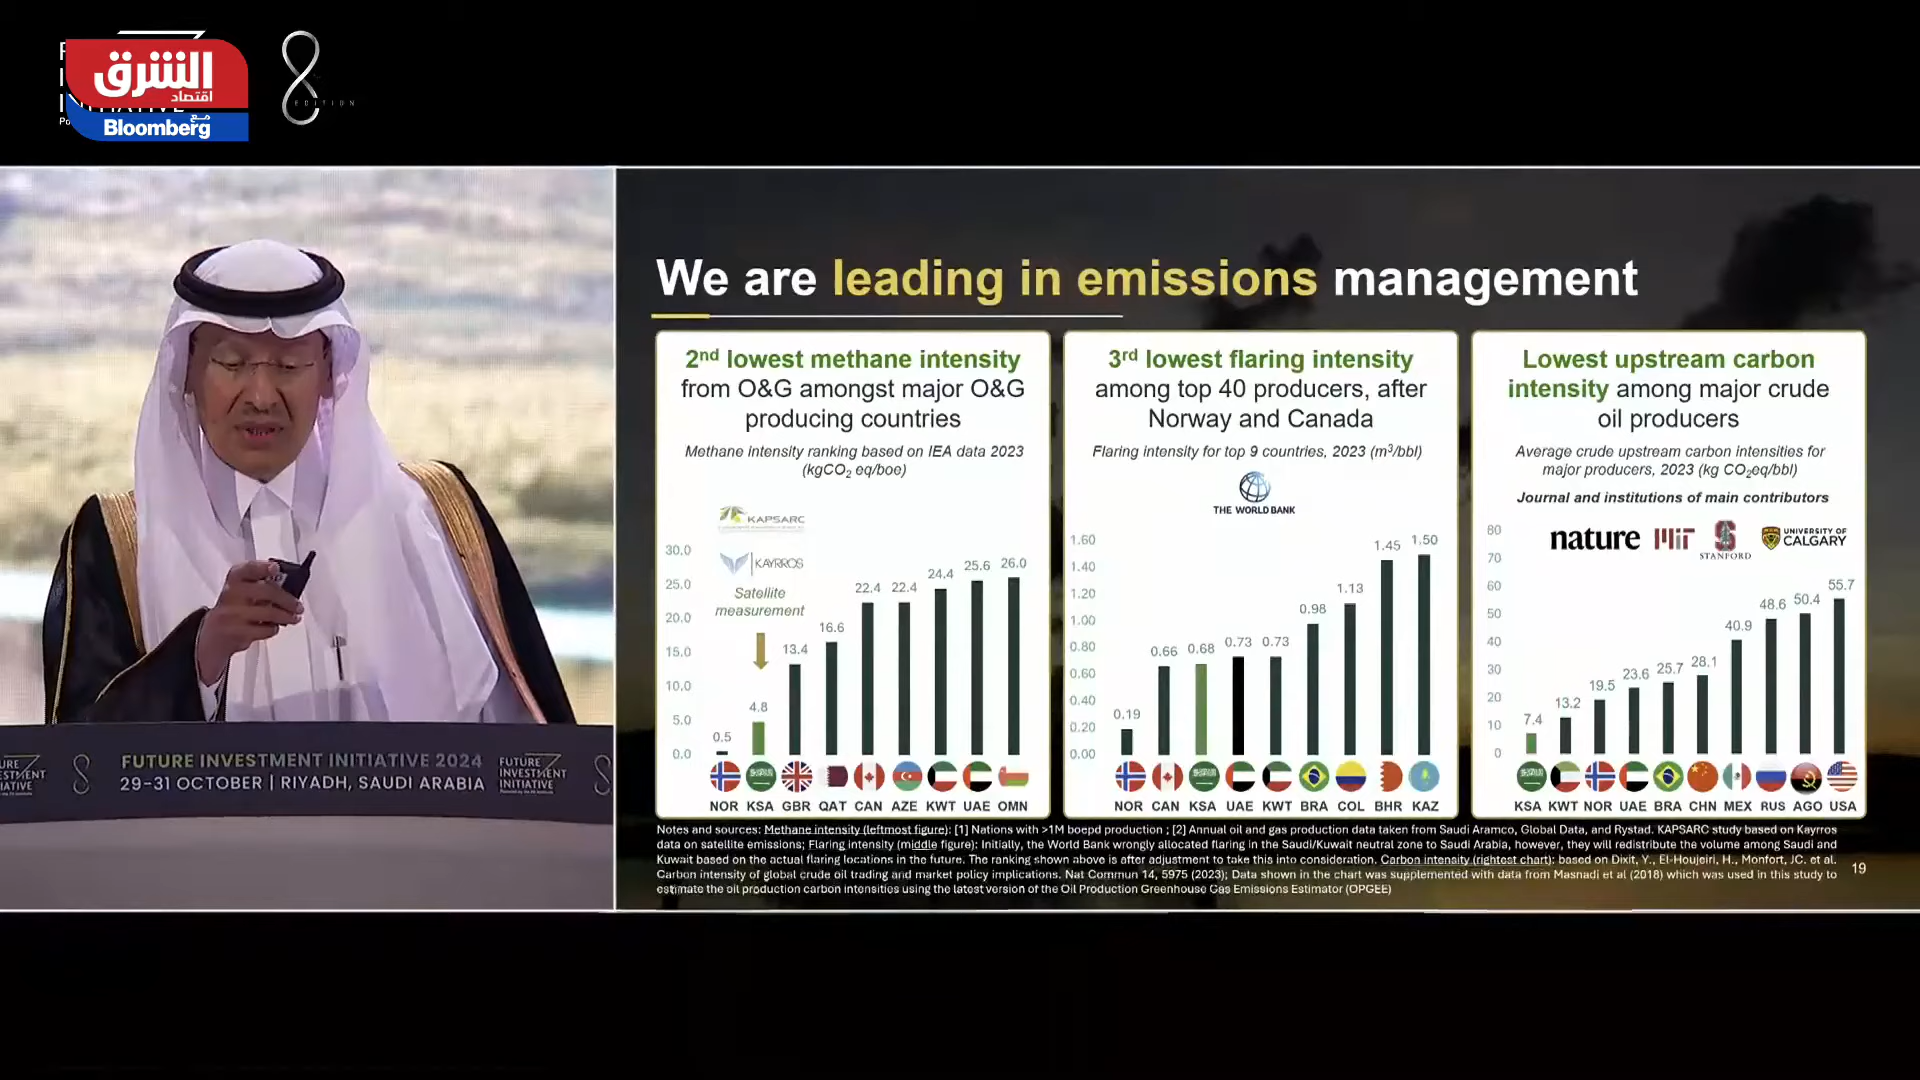 الشرق
اقتصاد
مع
Bloomberg
INITIATIVE
EDITION
FUTURE INVESTMENT INITIATIVE 2024
29-31 OCTOBER | RIYADH, SAUDI ARABIA
FUTURE
INVESTMENT
INITIATIVE
We are leading in emissions management
2nd lowest methane intensity
from O&G amongst major O&G
producing countries
Methane intensity ranking based on IEA data 2023
(kgCO2 eq/boe)
KAPSARC
KAYRROS
Satellite
measurement
30.0
25.0
20.0
15.0
10.0
5.0
0.0
0.5
4.8
13.4
16.6
22.4
22.4
24.4
25.6
26.0
NOR KSA GBR QAT CAN AZE KWT UAE OMN
3rd lowest flaring intensity
among top 40 producers, after
Norway and Canada
Flaring intensity for top 9 countries, 2023 (m3/bbl)
THE WORLD BANK
1.60
1.40
1.20
1.00
0.80
0.60
0.40
0.20
0.00
0.19
0.66
0.68
0.73
0.73
0.98
1.13
1.45
1.50
NOR CAN KSA UAE KWT BRA COL BHR KAZ
Lowest upstream carbon
intensity among major crude
oil producers
Average crude upstream carbon intensities for
major producers, 2023 (kg CO2eq/bbl)
Journal and institutions of main contributors
nature MIT STANFORD UNIVERSITY OF CALGARY
80
70
60
50
40
30
20
10
0
7.4
13.2
19.5
23.6
25.7
28.1
40.9
48.6
50.4
55.7
KSA KWT NOR UAE BRA CHN MEX RUS AGO USA
Notes and sources: Methane intensity (leftmost figure): [1] Nations with >1M boepd production ; [2] Annual oil and gas production data taken from Saudi Aramco, Global Data, and Rystad. KAPSARC study based on Kayrros
data on satellite emissions; Flaring intensity (middle figure): Initially, the World Bank wrongly allocated flaring in the Saudi/Kuwait neutral zone to Saudi Arabia, however, they will redistribute the volume among Saudi and
Kuwait based on the actual flaring locations in the future. The ranking shown above is after adjustment to take this into consideration. Carbon intensity (rightest chart): based on Dixit, Y., El-Houjeiri, H., Monfort, JC. et al.
Carbon intensity of global crude oil trading and market policy implications. Nat Commun 14, 5975 (2023); Data shown in the chart was supplemented with data from Masnadi et al (2018) which was used in this study to
estimate the oil production carbon intensities using the latest version of the Oil Production Greenhouse Gas Emissions Estimator (OPGEE)
19